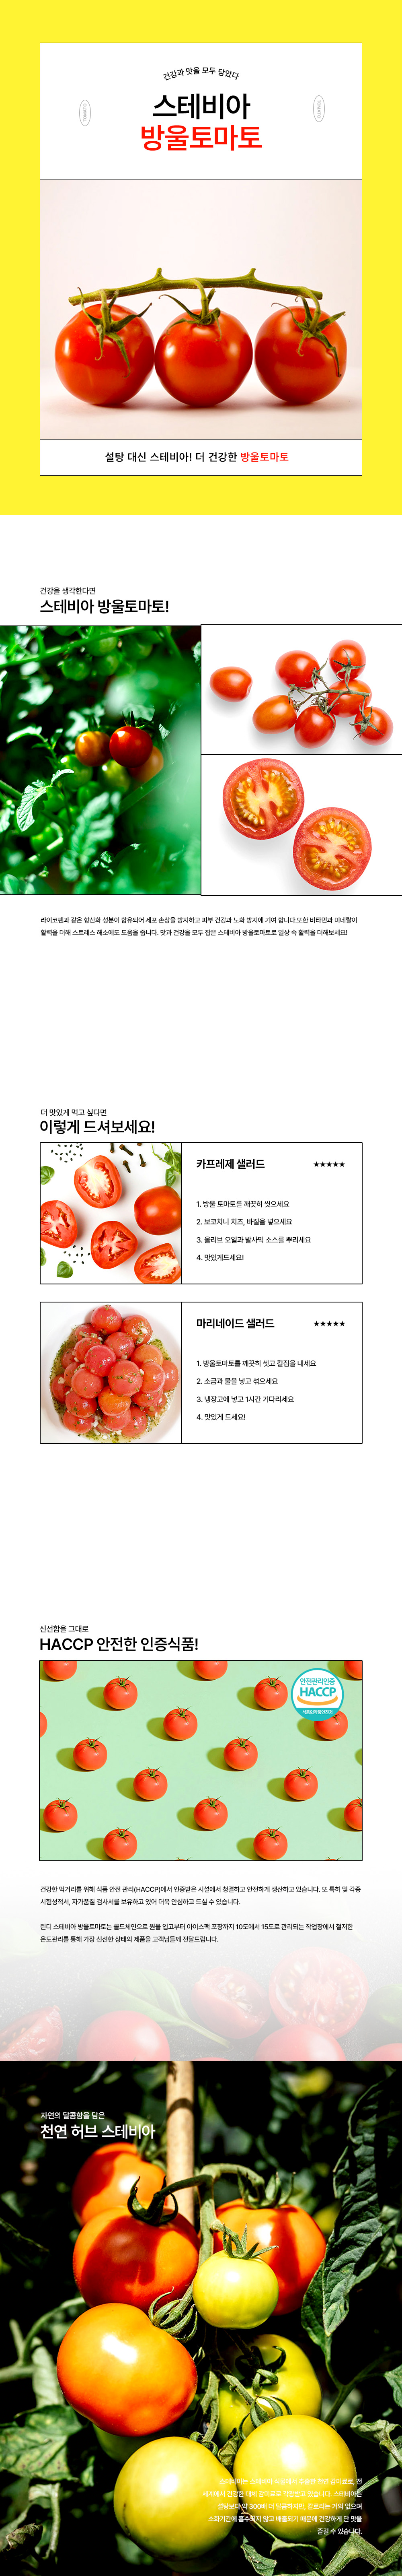 건강과 맛을 모두 담았다
스테비아
방울토마토
설탕 대신 스테비아! 더 건강한 방울토마토
건강을 생각한다면
스테비아 방울토마토!
라이코펜과 같은 항산화 성분이 함유되어 세포 손상을 방지하고 피부 건강과 노화 방지에 기여 합니다.또한 비타민과 미네랄이
활력을 더해 스트레스 해소에도 도움을 줍니다. 맛과 건강을 모두 잡은 스테비아 방울토마토로 일상 속 활력을 더해보세요!
더 맛있게 먹고 싶다면
이렇게 드셔보세요!
카프레제 샐러드 ★★★★★
1. 방울 토마토를 깨끗히 씻으세요
2. 보코치니 치즈, 바질을 넣으세요
3. 올리브 오일과 발사믹 소스를 뿌리세요
4. 맛있게드세요!
마리네이드 샐러드 ★★★★★
1. 방울토마토를 깨끗히 씻고 칼집을 내세요
2. 소금과 물을 넣고 섞으세요
3. 냉장고에 넣고 1시간 기다리세요
4. 맛있게 드세요!
신선함을 그대로
HACCP 안전한 인증식품!
안전관리인증
HACCP
식품의약품안전처
건강한 먹거리를 위해 식품 안전 관리(HACCP)에서 인증받은 시설에서 청결하고 안전하게 생산하고 있습니다. 또 특허 및 각종
시험성적서, 자가품질 검사서를 보유하고 있어 더욱 안심하고 드실 수 있습니다.
린디 스테비아 방울토마토는 콜드체인으로 원물 입고부터 아이스팩 포장까지 10도에서 15도로 관리되는 작업장에서 철저한
온도관리를 통해 가장 신선한 상태의 제품을 고객님들께 전달드립니다.
자연의 달콤함을 담은
천연 허브 스테비아
스테비아는 스테비아 식물에서 추출한 천연 감미료로, 전
세계에서 건강한 대체 감미료로 각광받고 있습니다. 스테비아는
설탕보다 약 300배 더 달콤하지만, 칼로리는 거의 없으며
소화기간에 흡수되지 않고 배출되기 때문에 건강하게 단 맛을
즐길 수 있습니다.